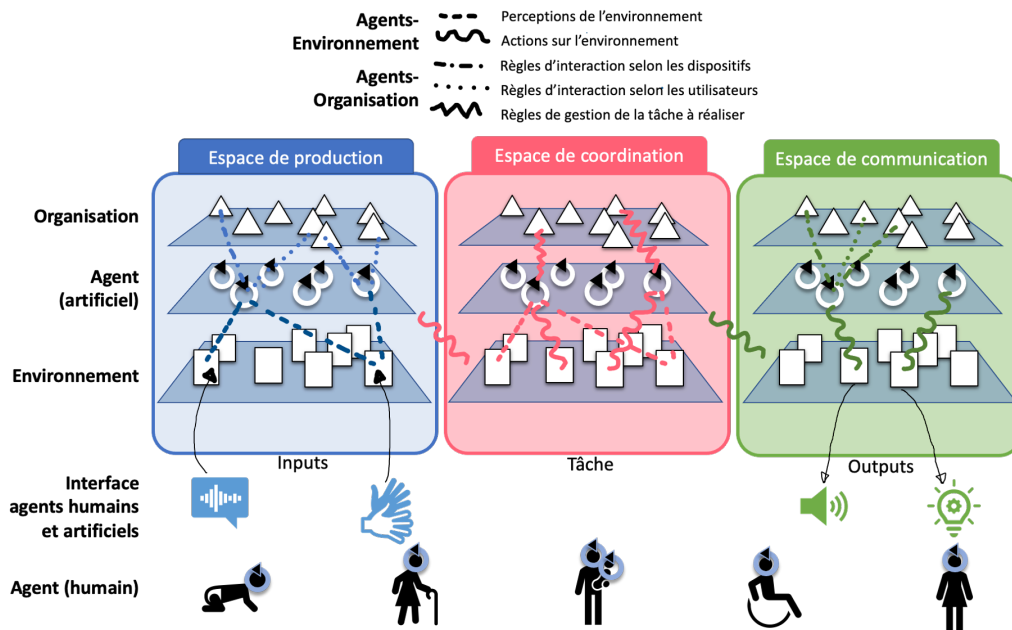 Agents-
Environnement
Perceptions de l'environnement
Actions sur l'environnement
Agents-
Organisation
Règles d'interaction selon les dispositifs
Règles d'interaction selon les utilisateurs
Règles de gestion de la tâche à réaliser
Espace de production
Espace de coordination
Espace de communication
Organisation
Agent
(artificiel)
Environnement
Inputs
Tâche
Outputs
Interface
agents humains
et artificiels
Agent (humain)